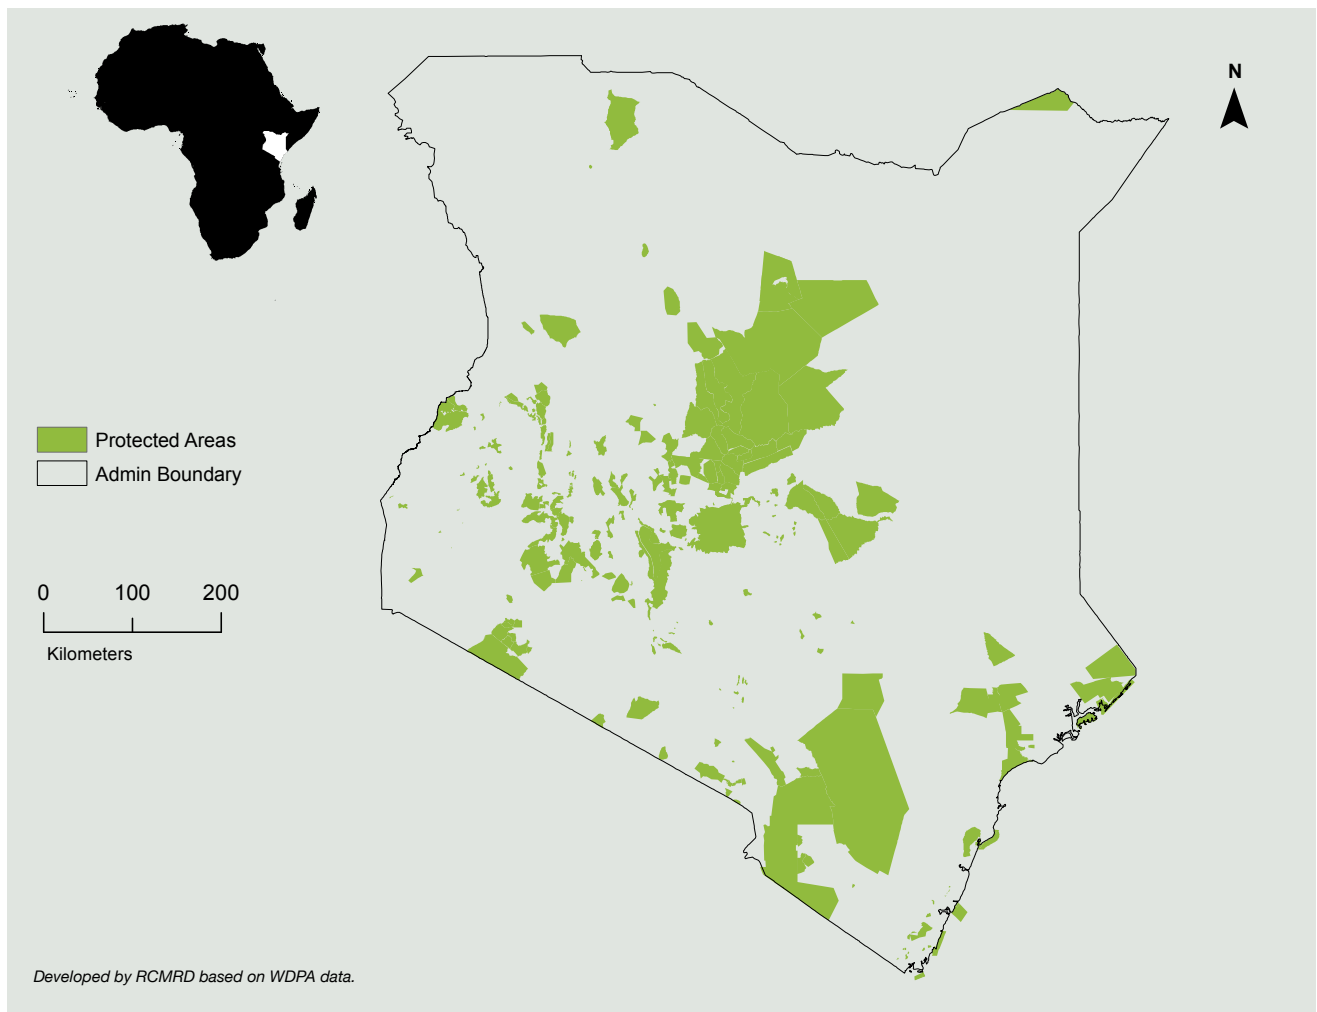 N
Protected Areas
Admin Boundary
0 100 200
Kilometers
Developed by RCMRD based on WDPA data.